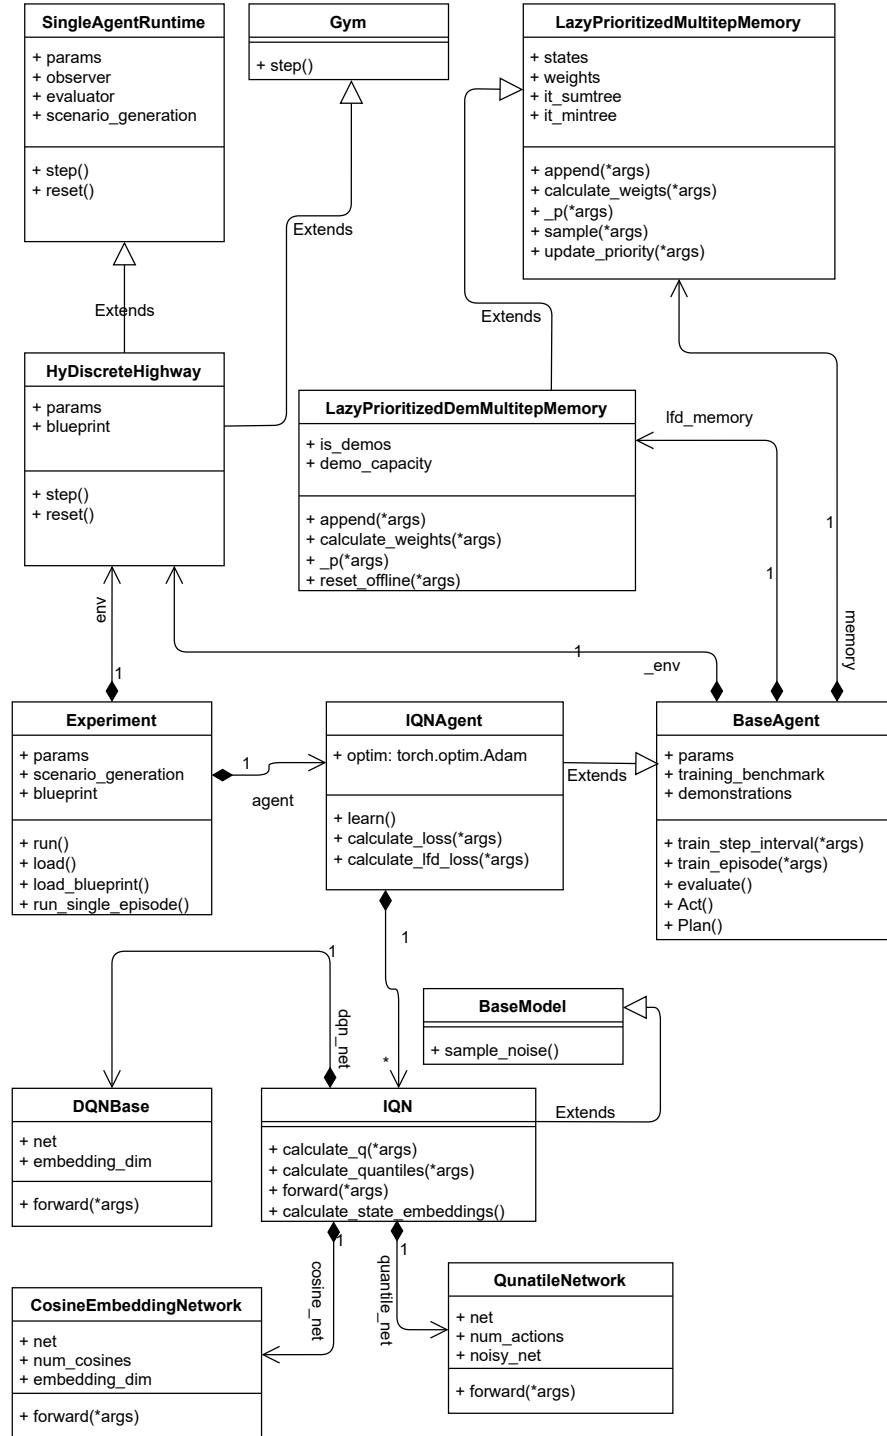 SingleAgentRuntime
+ params
+ observer
+ evaluator
+ scenario_generation
+ step()
+ reset()
Gym
+ step()
LazyPrioritizedMultitepMemory
+ states
+ weights
+ it_sumtree
+ it_mintree
+ append(*args)
+ calculate_weigts(*args)
+ _p(*args)
+ sample(*args)
+ update_priority(*args)
Extends
Extends
Extends
HyDiscreteHighway
+ params
+ blueprint
+ step()
+ reset()
LazyPrioritizedDemMultitepMemory
+ is_demos
+ demo_capacity
+ append(*args)
+ calculate_weights(*args)
+ _p(*args)
+ reset_offline(*args)
lfd_memory
1
1
memory
env
1
1
_env
Experiment
+ params
+ scenario_generation
+ blueprint
+ run()
+ load()
+ load_blueprint()
+ run_single_episode()
1
agent
IQNAgent
+ optim: torch.optim.Adam
+ learn()
+ calculate_loss(*args)
+ calculate_lfd_loss(*args)
Extends
BaseAgent
+ params
+ training_benchmark
+ demonstrations
+ train_step_interval(*args)
+ train_episode(*args)
+ evaluate()
+ Act()
+ Plan()
1
1
dqn_net
*
BaseModel
+ sample_noise()
Extends
DQNBase
+ net
+ embedding_dim
+ forward(*args)
IQN
+ calculate_q(*args)
+ calculate_quantiles(*args)
+ forward(*args)
+ calculate_state_embeddings()
1
cosine_net
1
quantile_net
CosineEmbeddingNetwork
+ net
+ num_cosines
+ embedding_dim
+ forward(*args)
QunatileNetwork
+ net
+ num_actions
+ noisy_net
+ forward(*args)